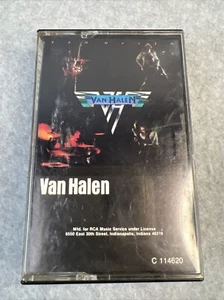 VAN HALEN
Van Halen
Mfd. for RCA Music Service under License
6550 East 30th Street, Indianapolis, Indiana 46219
C 114620